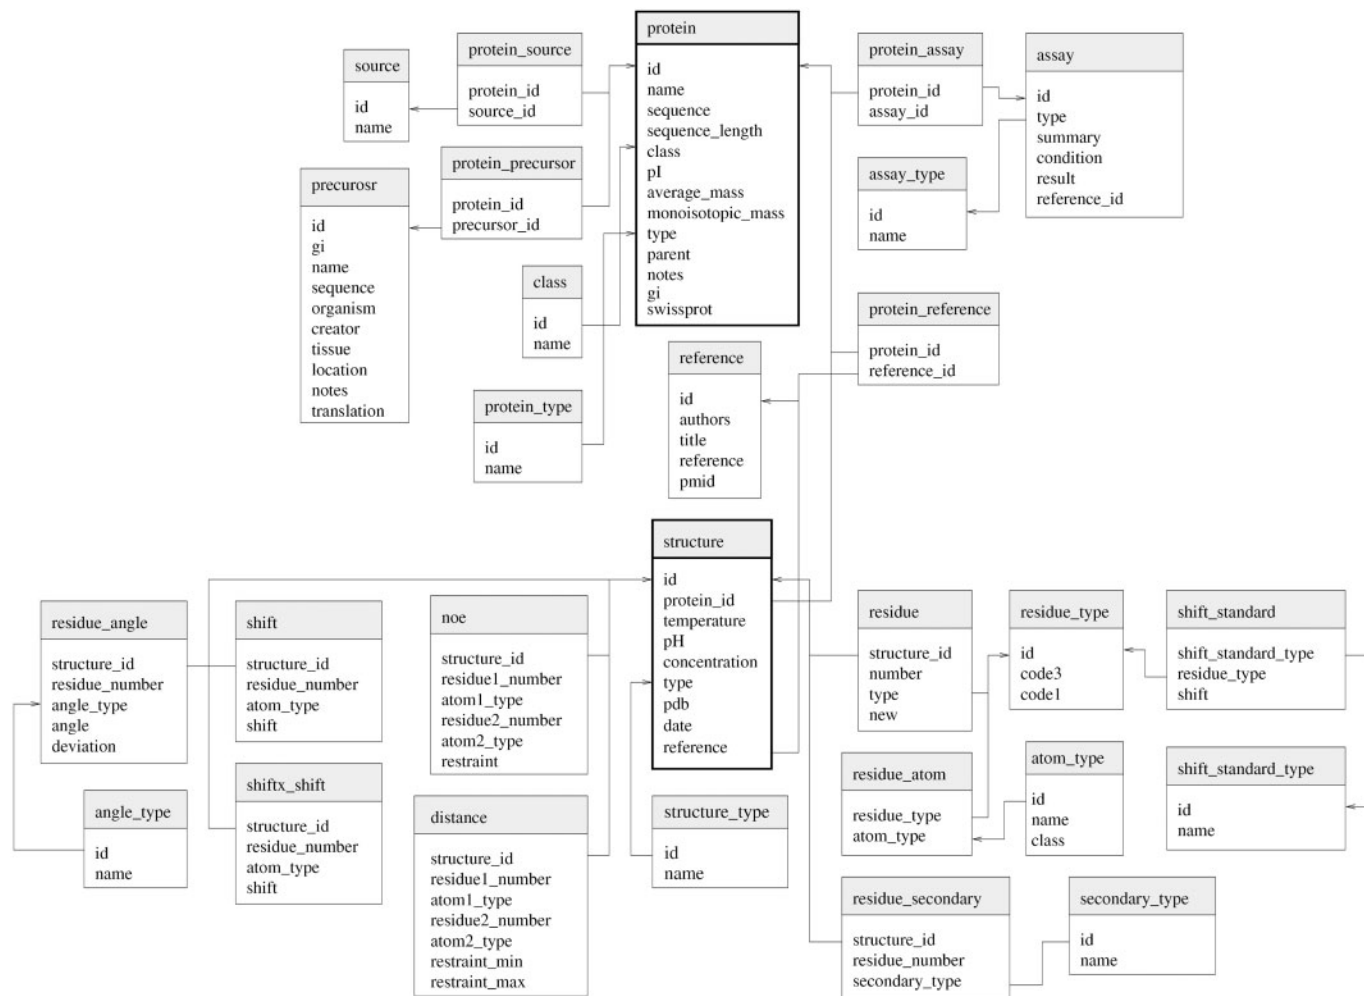 source
id
name
protein_source
protein_id
source_id
protein
id
name
sequence
sequence_length
class
pI
average_mass
monoisotopic_mass
type
parent
notes
gi
swissprot
protein_assay
protein_id
assay_id
assay
id
type
summary
condition
result
reference_id
precurosr
id
gi
name
sequence
organism
creator
tissue
location
notes
translation
protein_precursor
protein_id
precursor_id
assay_type
id
name
class
id
name
protein_type
id
name
reference
id
authors
title
reference
pmid
protein_reference
protein_id
reference_id
structure
id
protein_id
temperature
pH
concentration
type
pdb
date
reference
residue_angle
structure_id
residue_number
angle_type
angle
deviation
shift
structure_id
residue_number
atom_type
shift
noe
structure_id
residue1_number
atom1_type
residue2_number
atom2_type
restraint
residue
structure_id
number
type
new
residue_type
id
code3
code1
shift_standard
shift_standard_type
residue_type
shift
angle_type
id
name
shiftx_shift
structure_id
residue_number
atom_type
shift
distance
structure_id
residue1_number
atom1_type
residue2_number
atom2_type
restraint_min
restraint_max
structure_type
id
name
residue_atom
residue_type
atom_type
atom_type
id
name
class
shift_standard_type
id
name
residue_secondary
structure_id
residue_number
secondary_type
secondary_type
id
name